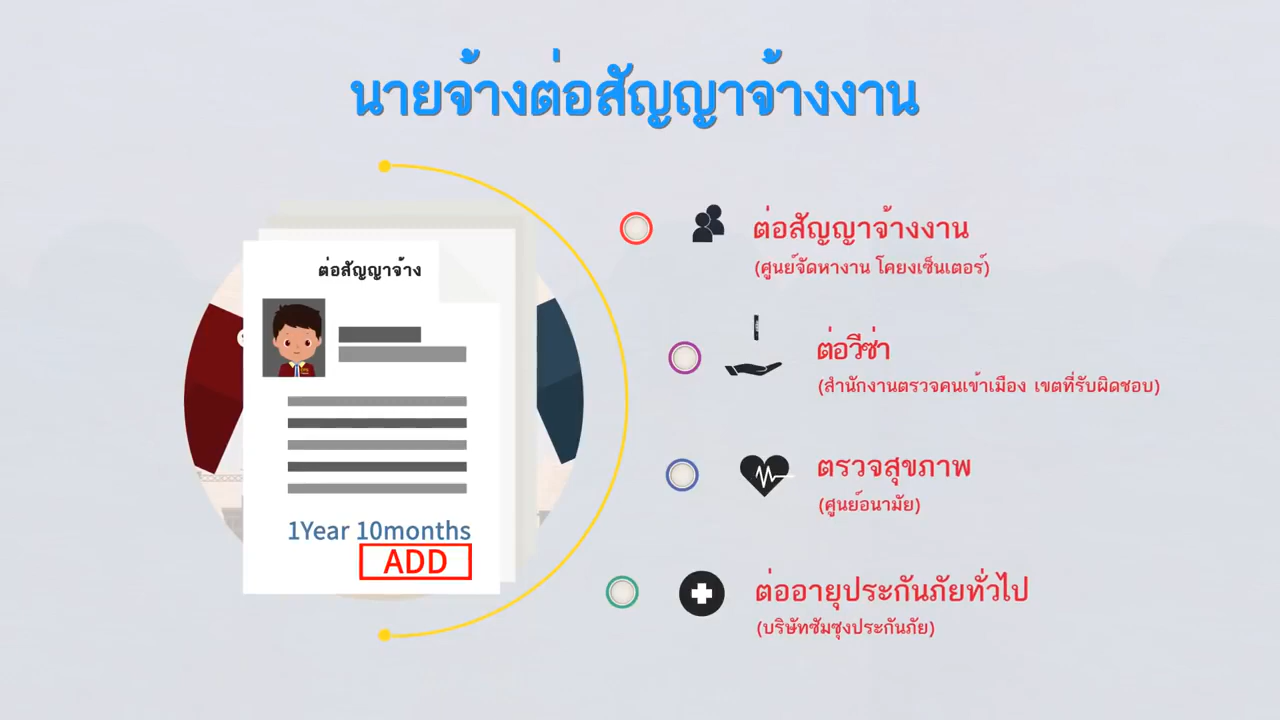 นายจ้างต่อสัญญาจ้างงาน
ต่อสัญญาจ้าง
1Year 10months
ADD
ต่อสัญญาจ้างงาน
(ศูนย์จัดหางาน โคยงเซ็นเตอร์)
ต่อวีซ่า
(สำนักงานตรวจคนเข้าเมือง เขตที่รับผิดชอบ)
ตรวจสุขภาพ
(ศูนย์อนามัย)
ต่ออายุประกันภัยทั่วไป
(บริษัทซัมซุงประกันภัย)